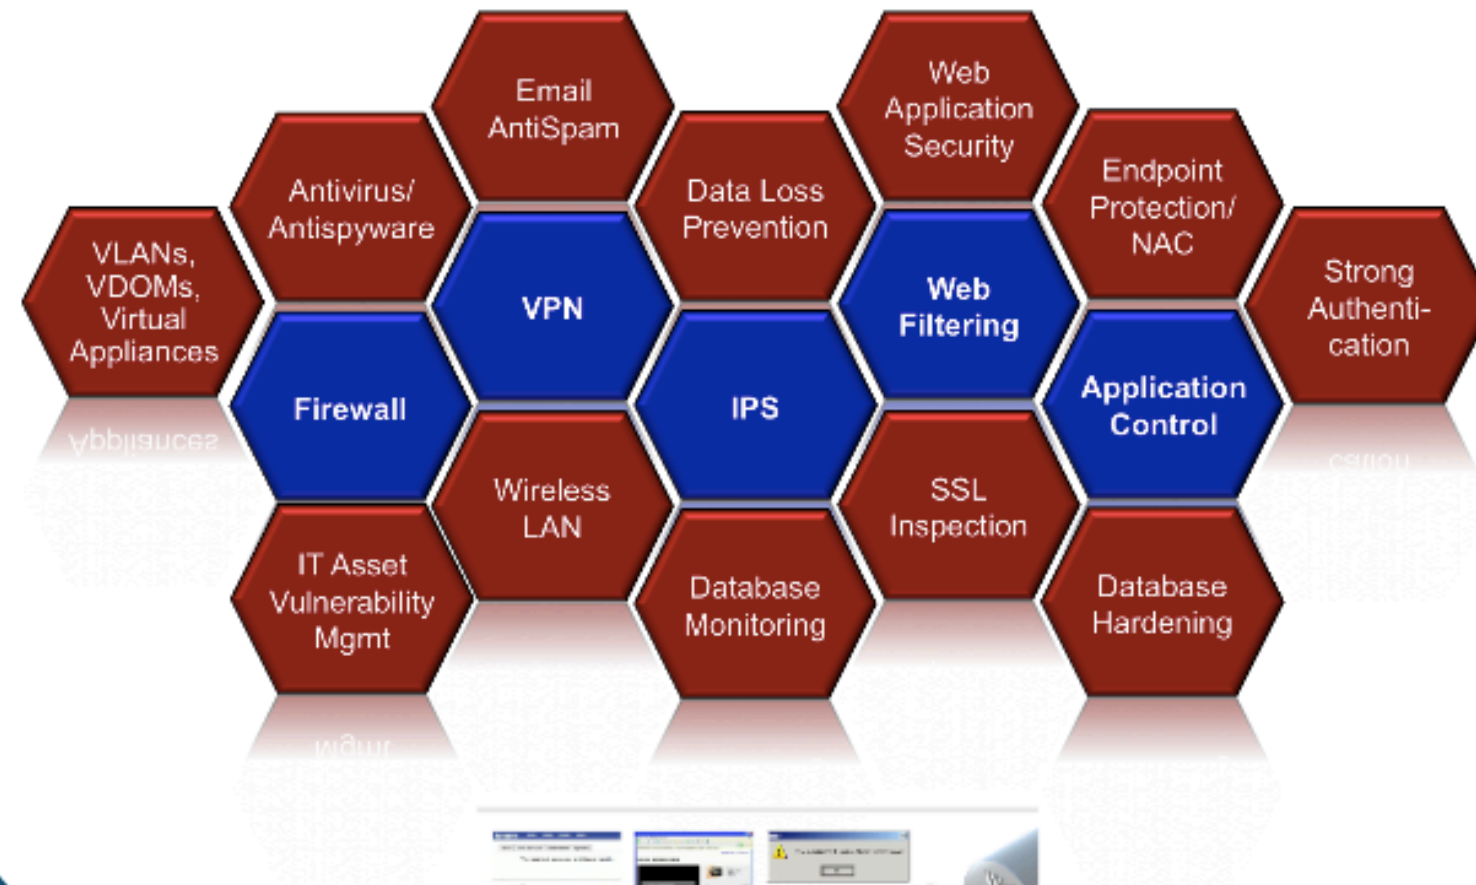 Email
AntiSpam
Web
Application
Security
Antivirus/
Antispyware
Data Loss
Prevention
Endpoint
Protection/
NAC
VLANs,
VDOMs,
Virtual
Appliances
VPN
Web
Filtering
Strong
Authenti-
cation
Firewall
IPS
Application
Control
Wireless
LAN
SSL
Inspection
IT Asset
Vulnerability
Mgmt
Database
Monitoring
Database
Hardening